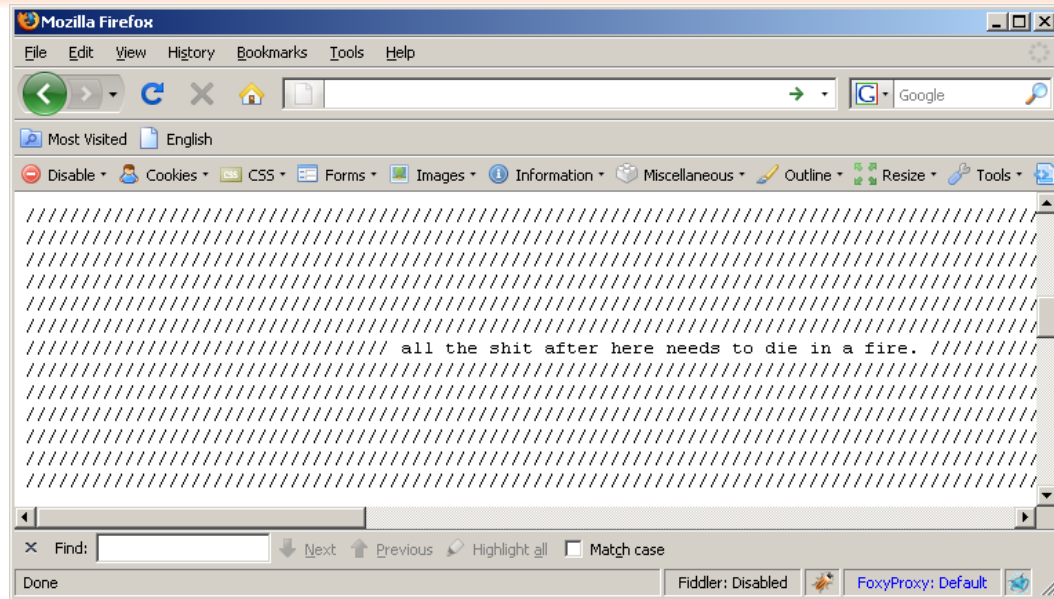 Mozilla Firefox
File Edit View History Bookmarks Tools Help
G Google
Most Visited English
Disable Cookies CSS Forms Images Information Miscellaneous Outline Resize Tools
///////////////////////////////////////////////////////////////////////////////////////////
///////////////////////////////////////////////////////////////////////////////////////////
///////////////////////////////////////////////////////////////////////////////////////////
///////////////////////////////////////////////////////////////////////////////////////////
///////////////////////////////////////////////////////////////////////////////////////////
///////////////////////////////////////////////////////////////////////////////////////////
///////////////////////////////// all the shit after here needs to die in a fire. //////////
///////////////////////////////////////////////////////////////////////////////////////////
///////////////////////////////////////////////////////////////////////////////////////////
///////////////////////////////////////////////////////////////////////////////////////////
///////////////////////////////////////////////////////////////////////////////////////////
///////////////////////////////////////////////////////////////////////////////////////////
///////////////////////////////////////////////////////////////////////////////////////////
× Find: Next Previous Highlight all Match case
Done Fiddler: Disabled FoxyProxy: Default